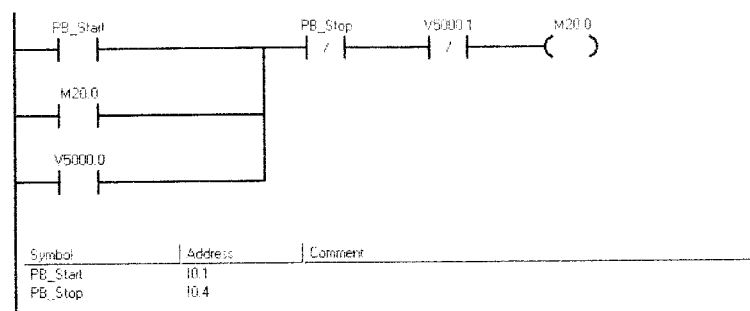 PB_Start PB_Stop V5000.1 M20.0
M20.0
V5000.0
Symbol Address Comment
PB_Start I0.1
PB_Stop I0.4